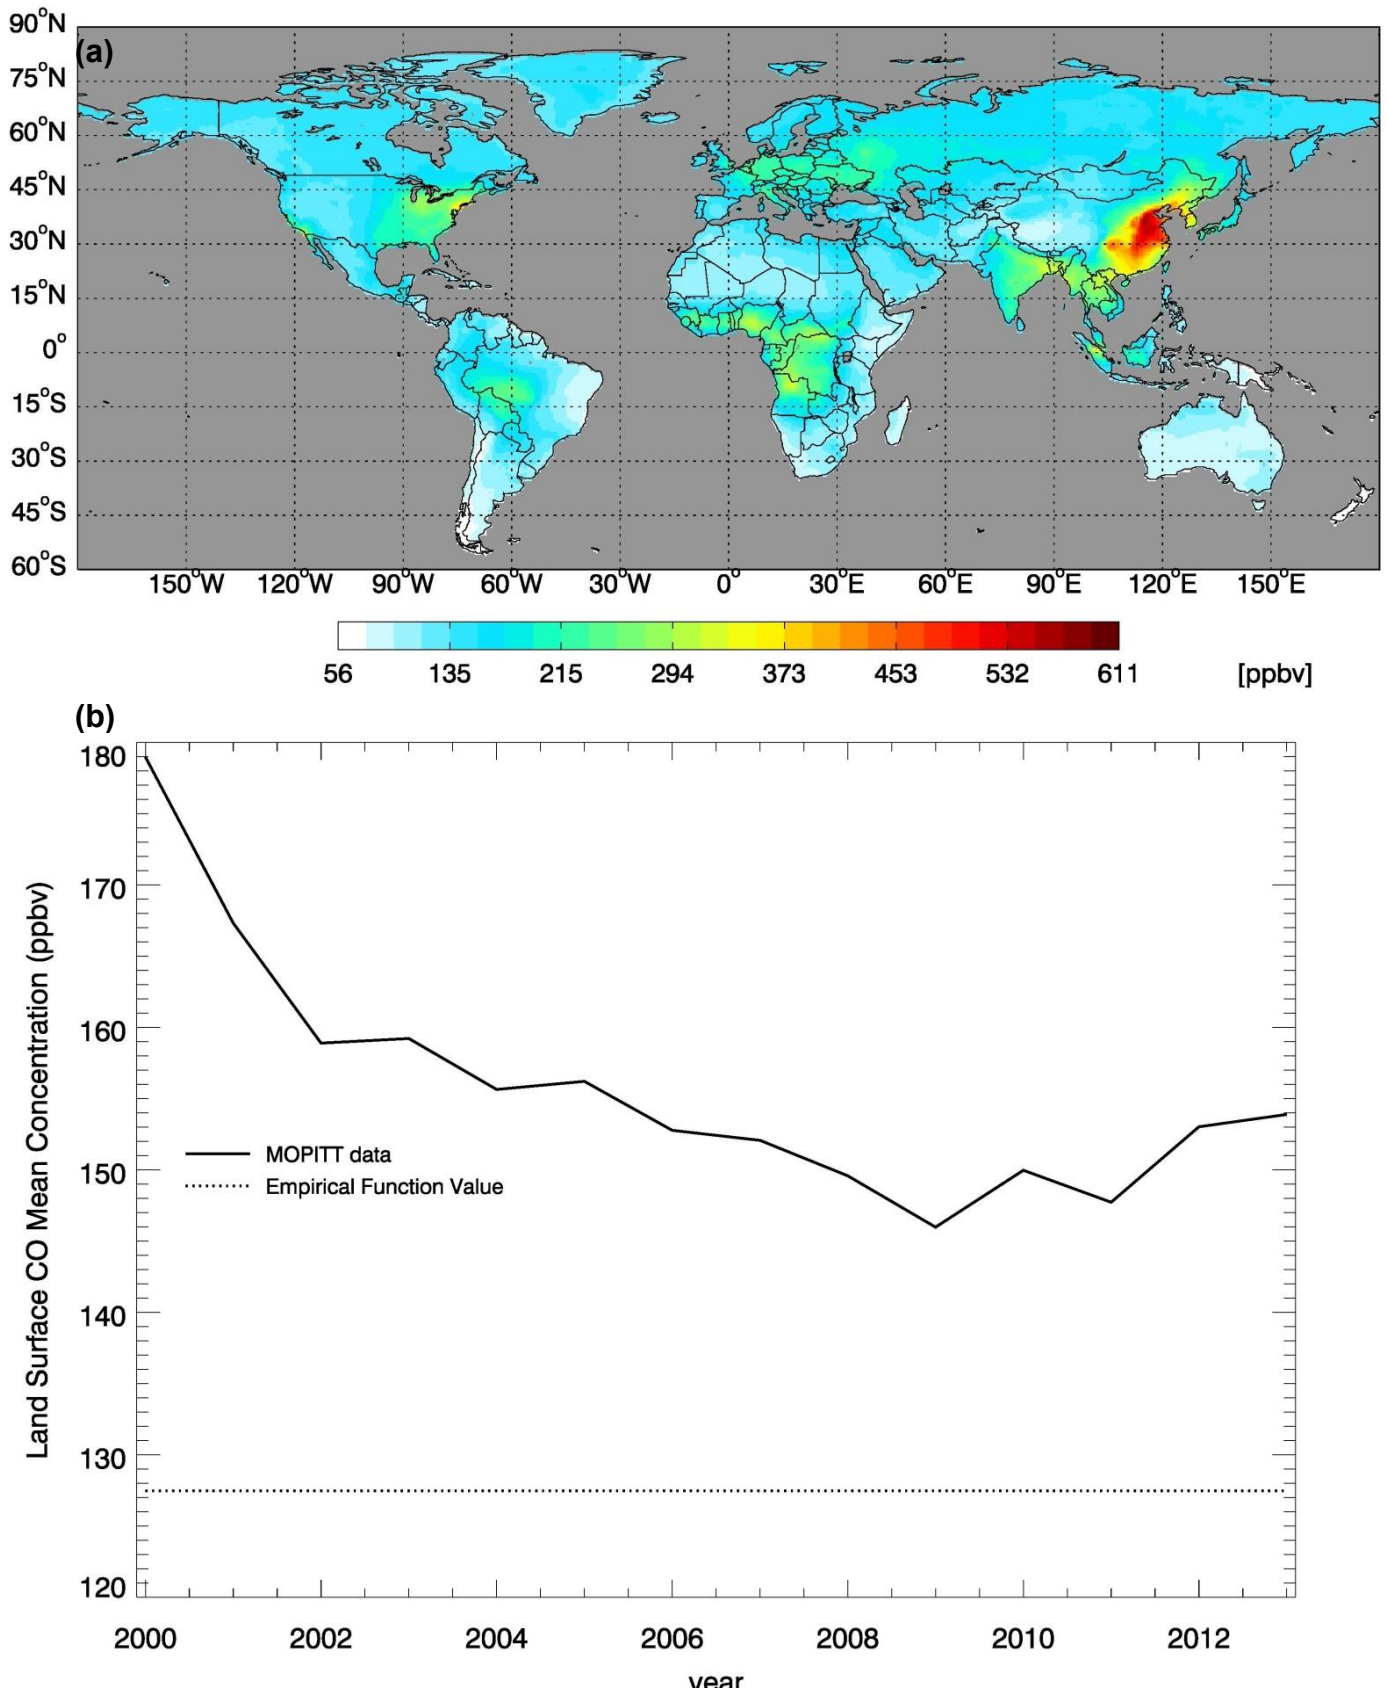 90°N
(a)
75°N
60°N
45°N
30°N
15°N
0°
15°S
30°S
45°S
60°S
150°W 120°W 90°W 60°W 30°W 0° 30°E 60°E 90°E 120°E 150°E
56 135 215 294 373 453 532 611 [ppbv]
(b)
180
170
160
150
140
130
120
Land Surface CO Mean Concentration (ppbv)
MOPITT data
Empirical Function Value
2000 2002 2004 2006 2008 2010 2012
year